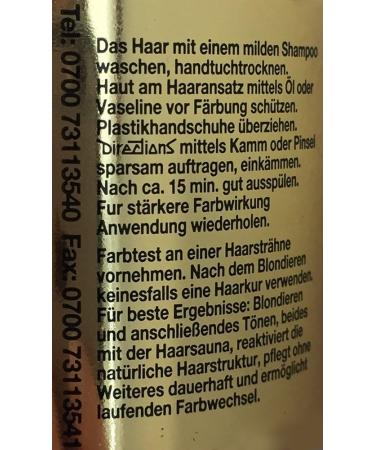 Tel: 0700 73113540 Fax: 0700 73113541
Das Haar mit einem milden Shampoo
waschen, handtuchtrocknen.
Haut am Haaransatz mittels Öl oder
Vaseline vor Färbung schützen.
Plastikhandschuhe überziehen.
Directions mittels Kamm oder Pinsel
sparsam auftragen, einkämmen.
Nach ca. 15 min. gut ausspülen.
Fur stärkere Farbwirkung
Anwendung wiederholen.
Farbtest an einer Haarsträhne
vornehmen. Nach dem Blondieren
keinesfalls eine Haarkur verwenden.
Für beste Ergebnisse: Blondieren
und anschließendes Tönen, beides
mit der Haarsauna, reaktiviert die
natürliche Haarstruktur, pflegt ohne
Weiteres dauerhaft und ermöglicht
laufenden Farbwechsel.